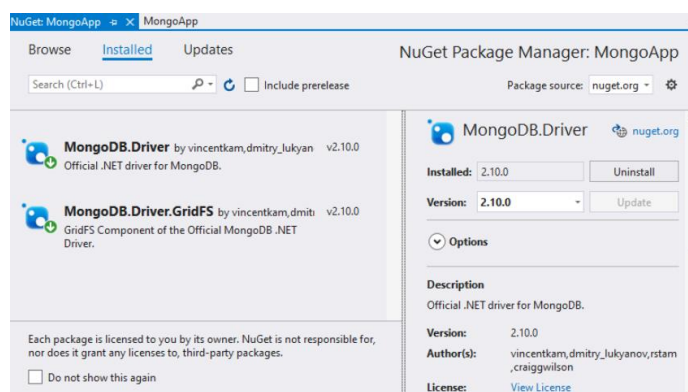 NuGet: MongoApp MongoApp
Browse Installed Updates
NuGet Package Manager: MongoApp
Search (Ctrl+L)
Include prerelease
Package source: nuget.org
MongoDB.Driver by vincentkam,dmitry_lukyan v2.10.0
Official .NET driver for MongoDB.
MongoDB.Driver.GridFS by vincentkam,dmit v2.10.0
GridFS Component of the Official MongoDB .NET
Driver.
Each package is licensed to you by its owner. NuGet is not responsible for,
nor does it grant any licenses to, third-party packages.
Do not show this again
MongoDB.Driver nuget.org
Installed: 2.10.0 Uninstall
Version: 2.10.0 Update
Options
Description
Official .NET driver for MongoDB.
Version: 2.10.0
Author(s): vincentkam,dmitry_lukyanov,rstam
,craiggwilson
License: View License